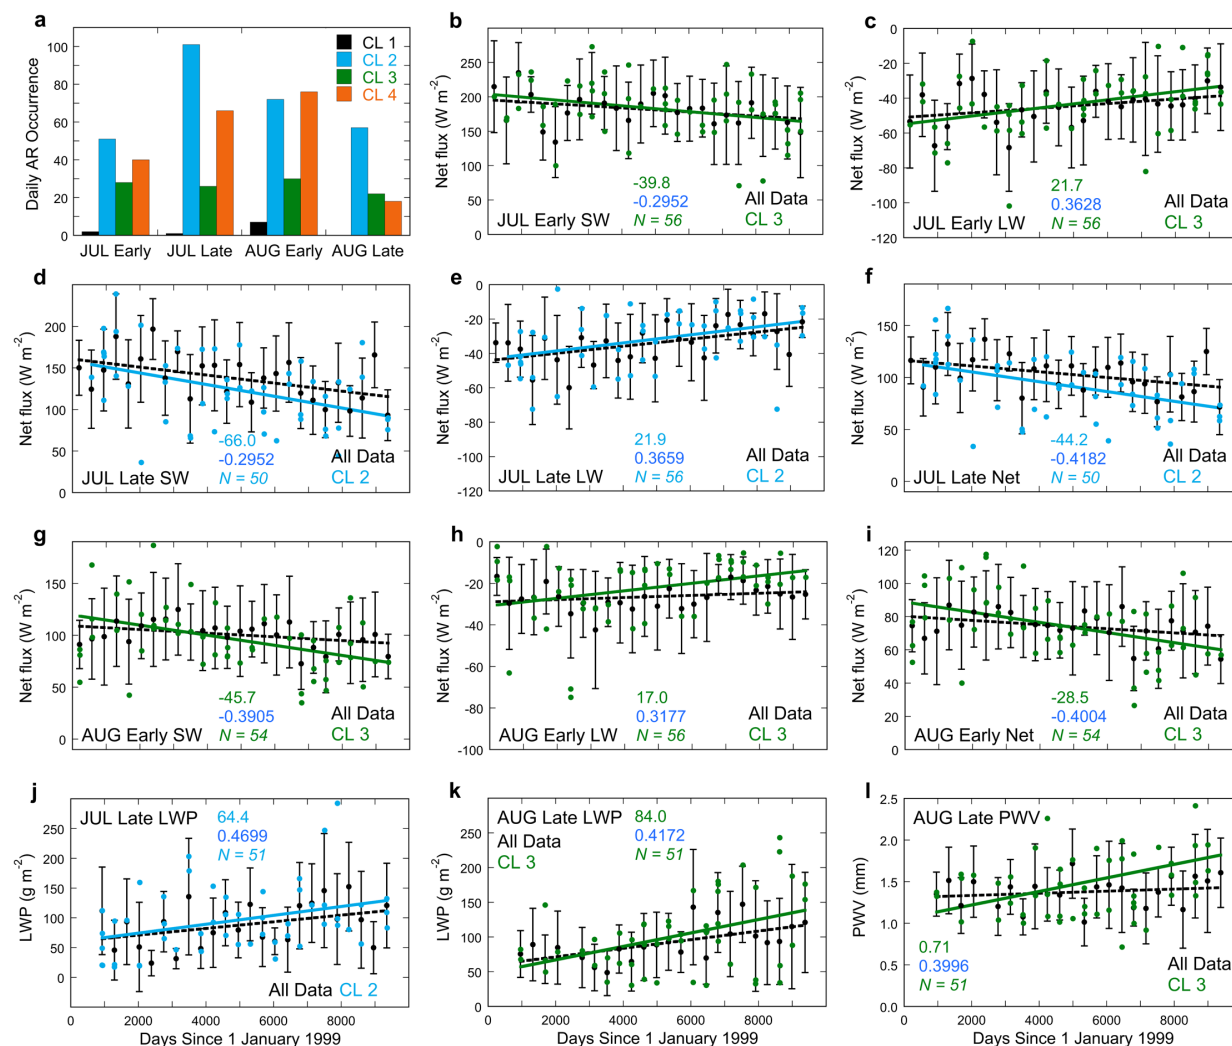 a
Daily AR Occurrence
100
80
60
40
20
0
CL 1
CL 2
CL 3
CL 4
JUL Early JUL Late AUG Early AUG Late
b
Net flux (W m-2)
300
250
200
150
100
50
0
-39.8
-0.2952
N = 56
JUL Early SW
All Data
CL 3
0 2000 4000 6000 8000
c
Net flux (W m-2)
0
-20
-40
-60
-80
-100
-120
21.7
0.3628
N = 56
JUL Early LW
All Data
CL 3
0 2000 4000 6000 8000
d
Net flux (W m-2)
200
150
100
50
0
-66.0
-0.2952
N = 50
JUL Late SW
All Data
CL 2
e
Net flux (W m-2)
0
-20
-40
-60
-80
-100
-120
21.9
0.3659
N = 56
JUL Late LW
All Data
CL 2
f
Net flux (W m-2)
150
100
50
0
-44.2
-0.4182
N = 50
JUL Late Net
All Data
CL 2
g
Net flux (W m-2)
150
100
50
0
-45.7
-0.3905
N = 54
AUG Early SW
All Data
CL 3
h
Net flux (W m-2)
0
-20
-40
-60
-80
-100
17.0
0.3177
N = 56
AUG Early LW
All Data
CL 3
i
Net flux (W m-2)
120
100
80
60
40
20
0
-28.5
-0.4004
N = 54
AUG Early Net
All Data
CL 3
j
LWP (g m-2)
250
200
150
100
50
0
JUL Late LWP
64.4
0.4699
N = 51
All Data CL 2
0 2000 4000 6000 8000
Days Since 1 January 1999
k
LWP (g m-2)
300
250
200
150
100
50
0
AUG Late LWP
All Data
CL 3
84.0
0.4172
N = 51
0 2000 4000 6000 8000
Days Since 1 January 1999
l
PWV (mm)
2.5
2.0
1.5
1.0
0.5
0.0
AUG Late PWV
0.71
0.3996
N = 51
All Data
CL 3
0 2000 4000 6000 8000
Days Since 1 January 1999